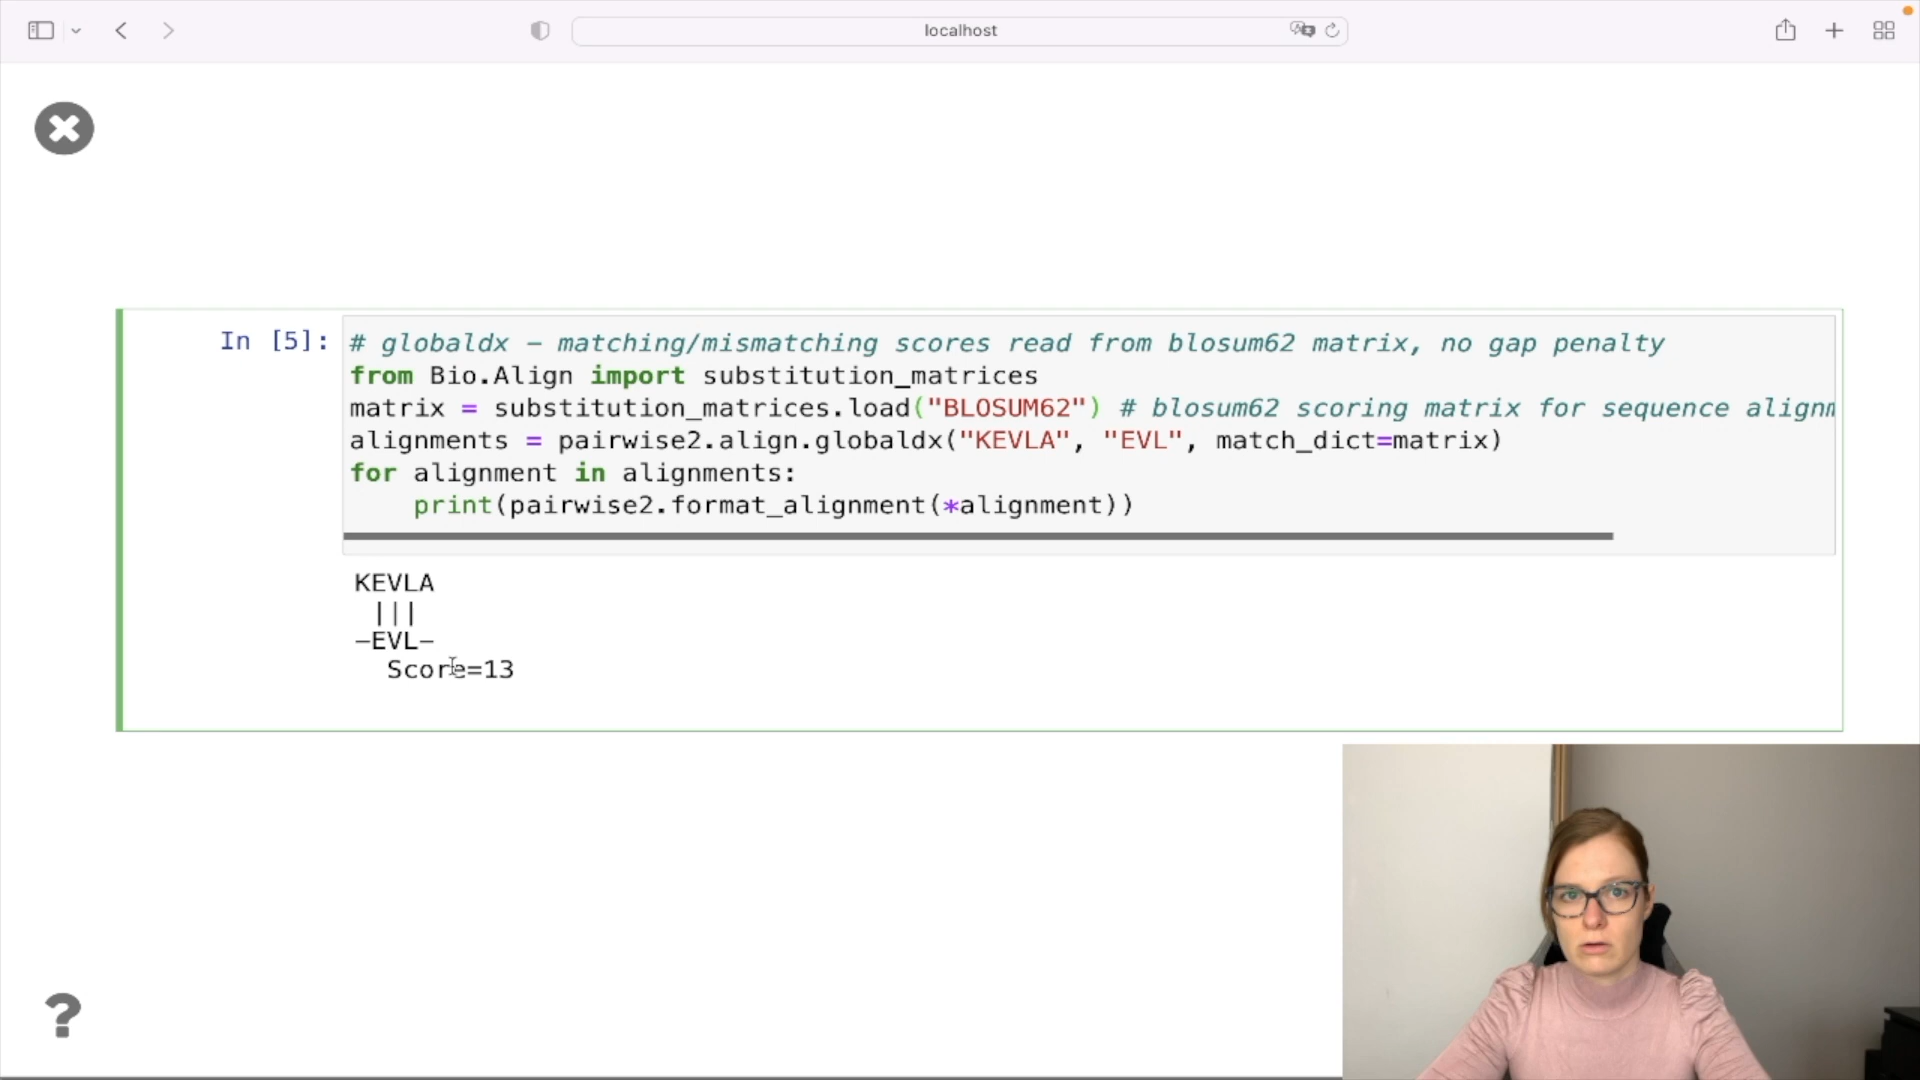 localhost
In [5]:
# globaldx – matching/mismatching scores read from blosum62 matrix, no gap penalty
from Bio.Align import substitution_matrices
matrix = substitution_matrices.load("BLOSUM62") # blosum62 scoring matrix for sequence alignm
alignments = pairwise2.align.globaldx("KEVLA", "EVL", match_dict=matrix)
for alignment in alignments:
    print(pairwise2.format_alignment(*alignment))
KEVLA
 |||
–EVL–
  Score=13
?